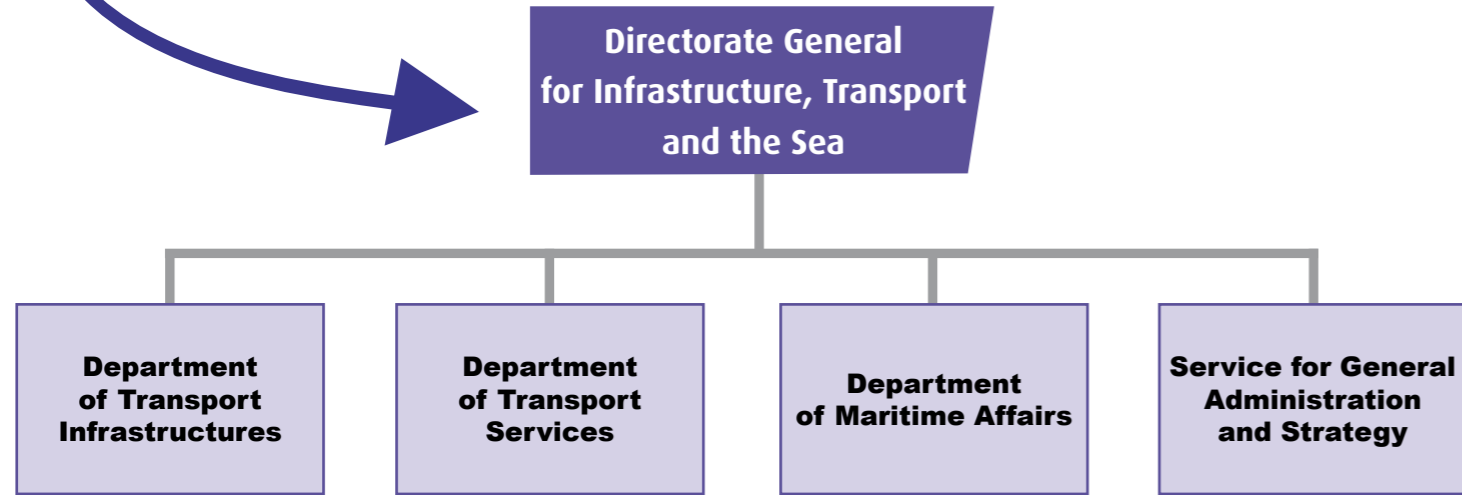 Directorate General
for Infrastructure, Transport
and the Sea
Department
of Transport
Infrastructures
Department
of Transport
Services
Department
of Maritime Affairs
Service for General
Administration
and Strategy